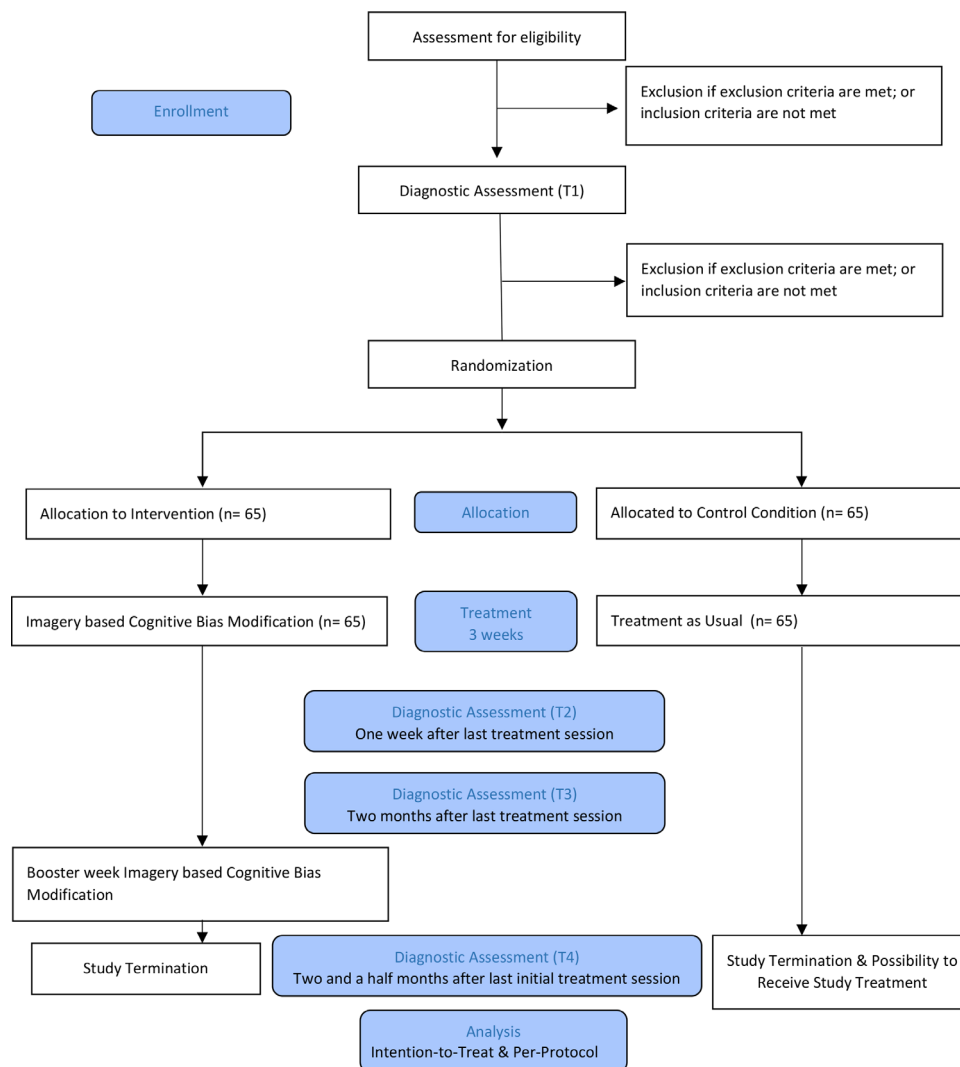 Assessment for eligibility
Enrollment
Exclusion if exclusion criteria are met; or
inclusion criteria are not met
Diagnostic Assessment (T1)
Exclusion if exclusion criteria are met; or
inclusion criteria are not met
Randomization
Allocation to Intervention (n= 65)
Allocation
Allocated to Control Condition (n= 65)
Imagery based Cognitive Bias Modification (n= 65)
Treatment
3 weeks
Treatment as Usual  (n= 65)
Diagnostic Assessment (T2)
One week after last treatment session
Diagnostic Assessment (T3)
Two months after last treatment session
Booster week Imagery based Cognitive Bias
Modification
Study Termination
Diagnostic Assessment (T4)
Two and a half months after last initial treatment session
Study Termination & Possibility to
Receive Study Treatment
Analysis
Intention-to-Treat & Per-Protocol